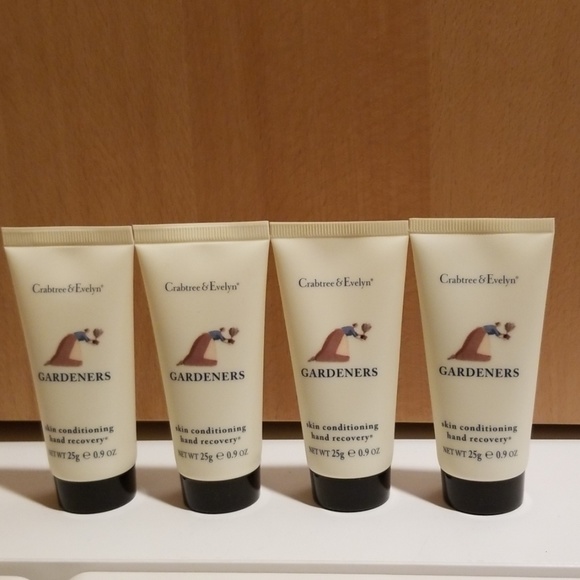 Crabtree & Evelyn®
GARDENERS
skin conditioning
hand recovery®
NET WT 25g ℮ 0.9 OZ
Crabtree & Evelyn®
GARDENERS
skin conditioning
hand recovery®
NET WT 25g ℮ 0.9 OZ
Crabtree & Evelyn®
GARDENERS
skin conditioning
hand recovery®
NET WT 25g ℮ 0.9 OZ
Crabtree & Evelyn®
GARDENERS
skin conditioning
hand recovery®
NET WT 25g ℮ 0.9 OZ